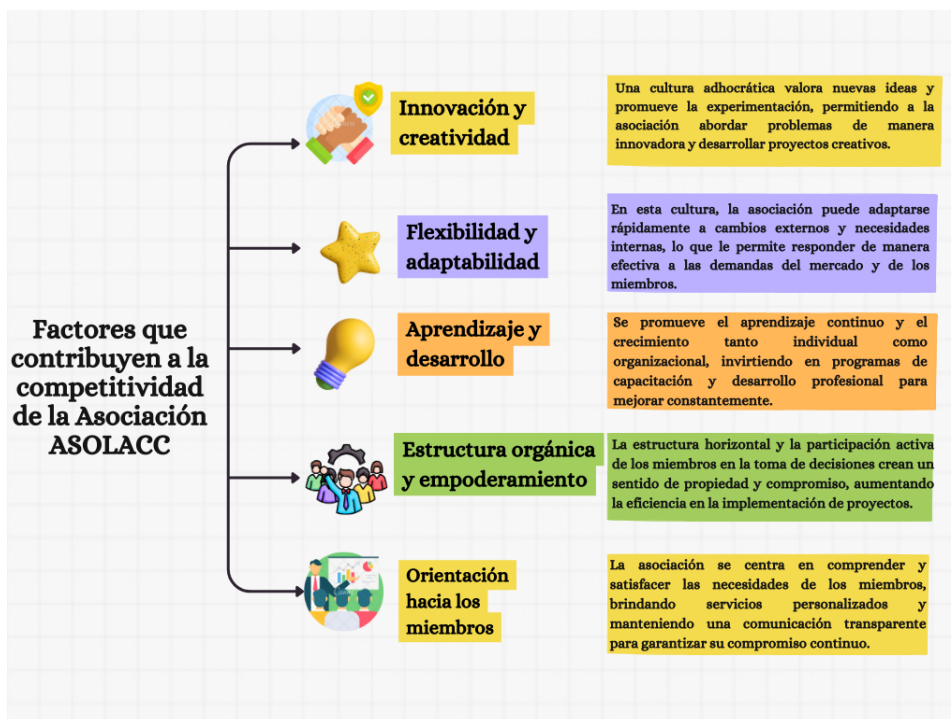 Factores que
contribuyen a la
competitividad
de la Asociación
ASOLACC
Innovación y
creatividad
Una cultura adhocrática valora nuevas ideas y
promueve la experimentación, permitiendo a la
asociación abordar problemas de manera
innovadora y desarrollar proyectos creativos.
Flexibilidad y
adaptabilidad
En esta cultura, la asociación puede adaptarse
rápidamente a cambios externos y necesidades
internas, lo que le permite responder de manera
efectiva a las demandas del mercado y de los
miembros.
Aprendizaje y
desarrollo
Se promueve el aprendizaje continuo y el
crecimiento tanto individual como
organizacional, invirtiendo en programas de
capacitación y desarrollo profesional para
mejorar constantemente.
Estructura orgánica
y empoderamiento
La estructura horizontal y la participación activa
de los miembros en la toma de decisiones crean un
sentido de propiedad y compromiso, aumentando
la eficiencia en la implementación de proyectos.
Orientación
hacia los
miembros
La asociación se centra en comprender y
satisfacer las necesidades de los miembros,
brindando servicios personalizados y
manteniendo una comunicación transparente
para garantizar su compromiso continuo.